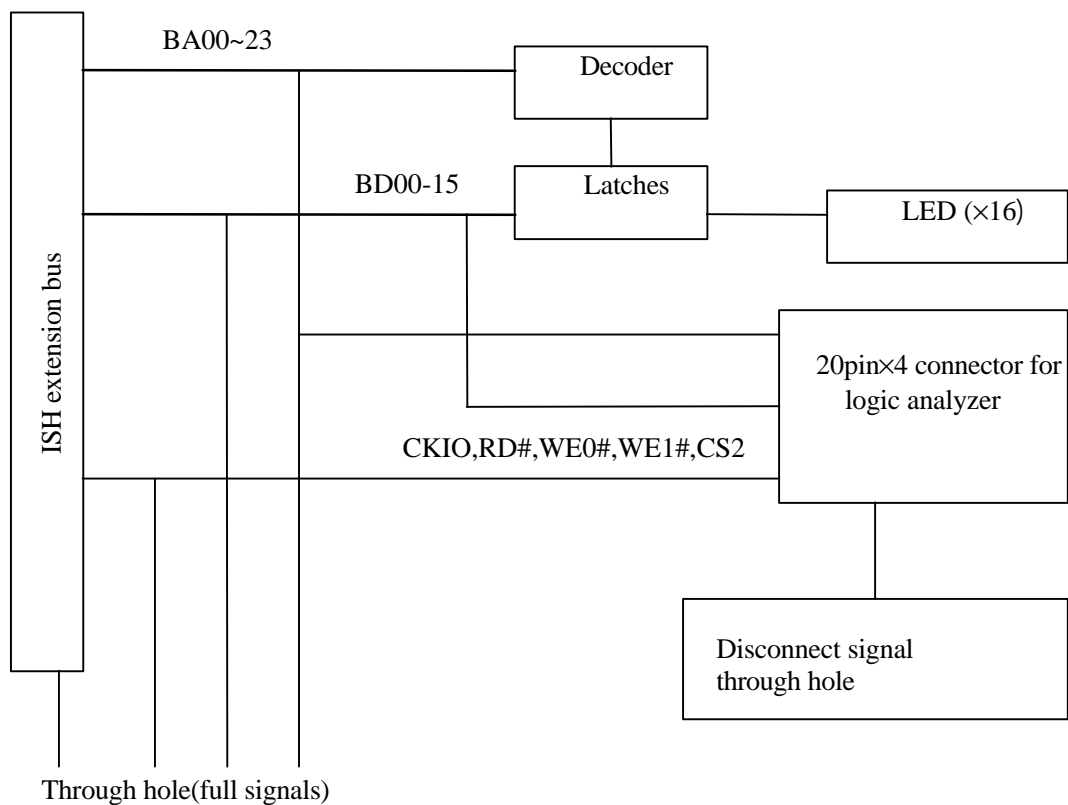 BA00~23
Decoder
BD00-15
Latches
LED (×16)
ISH extension bus
20pin×4 connector for
logic analyzer
CKIO,RD#,WE0#,WE1#,CS2
Disconnect signal
through hole
Through hole(full signals)